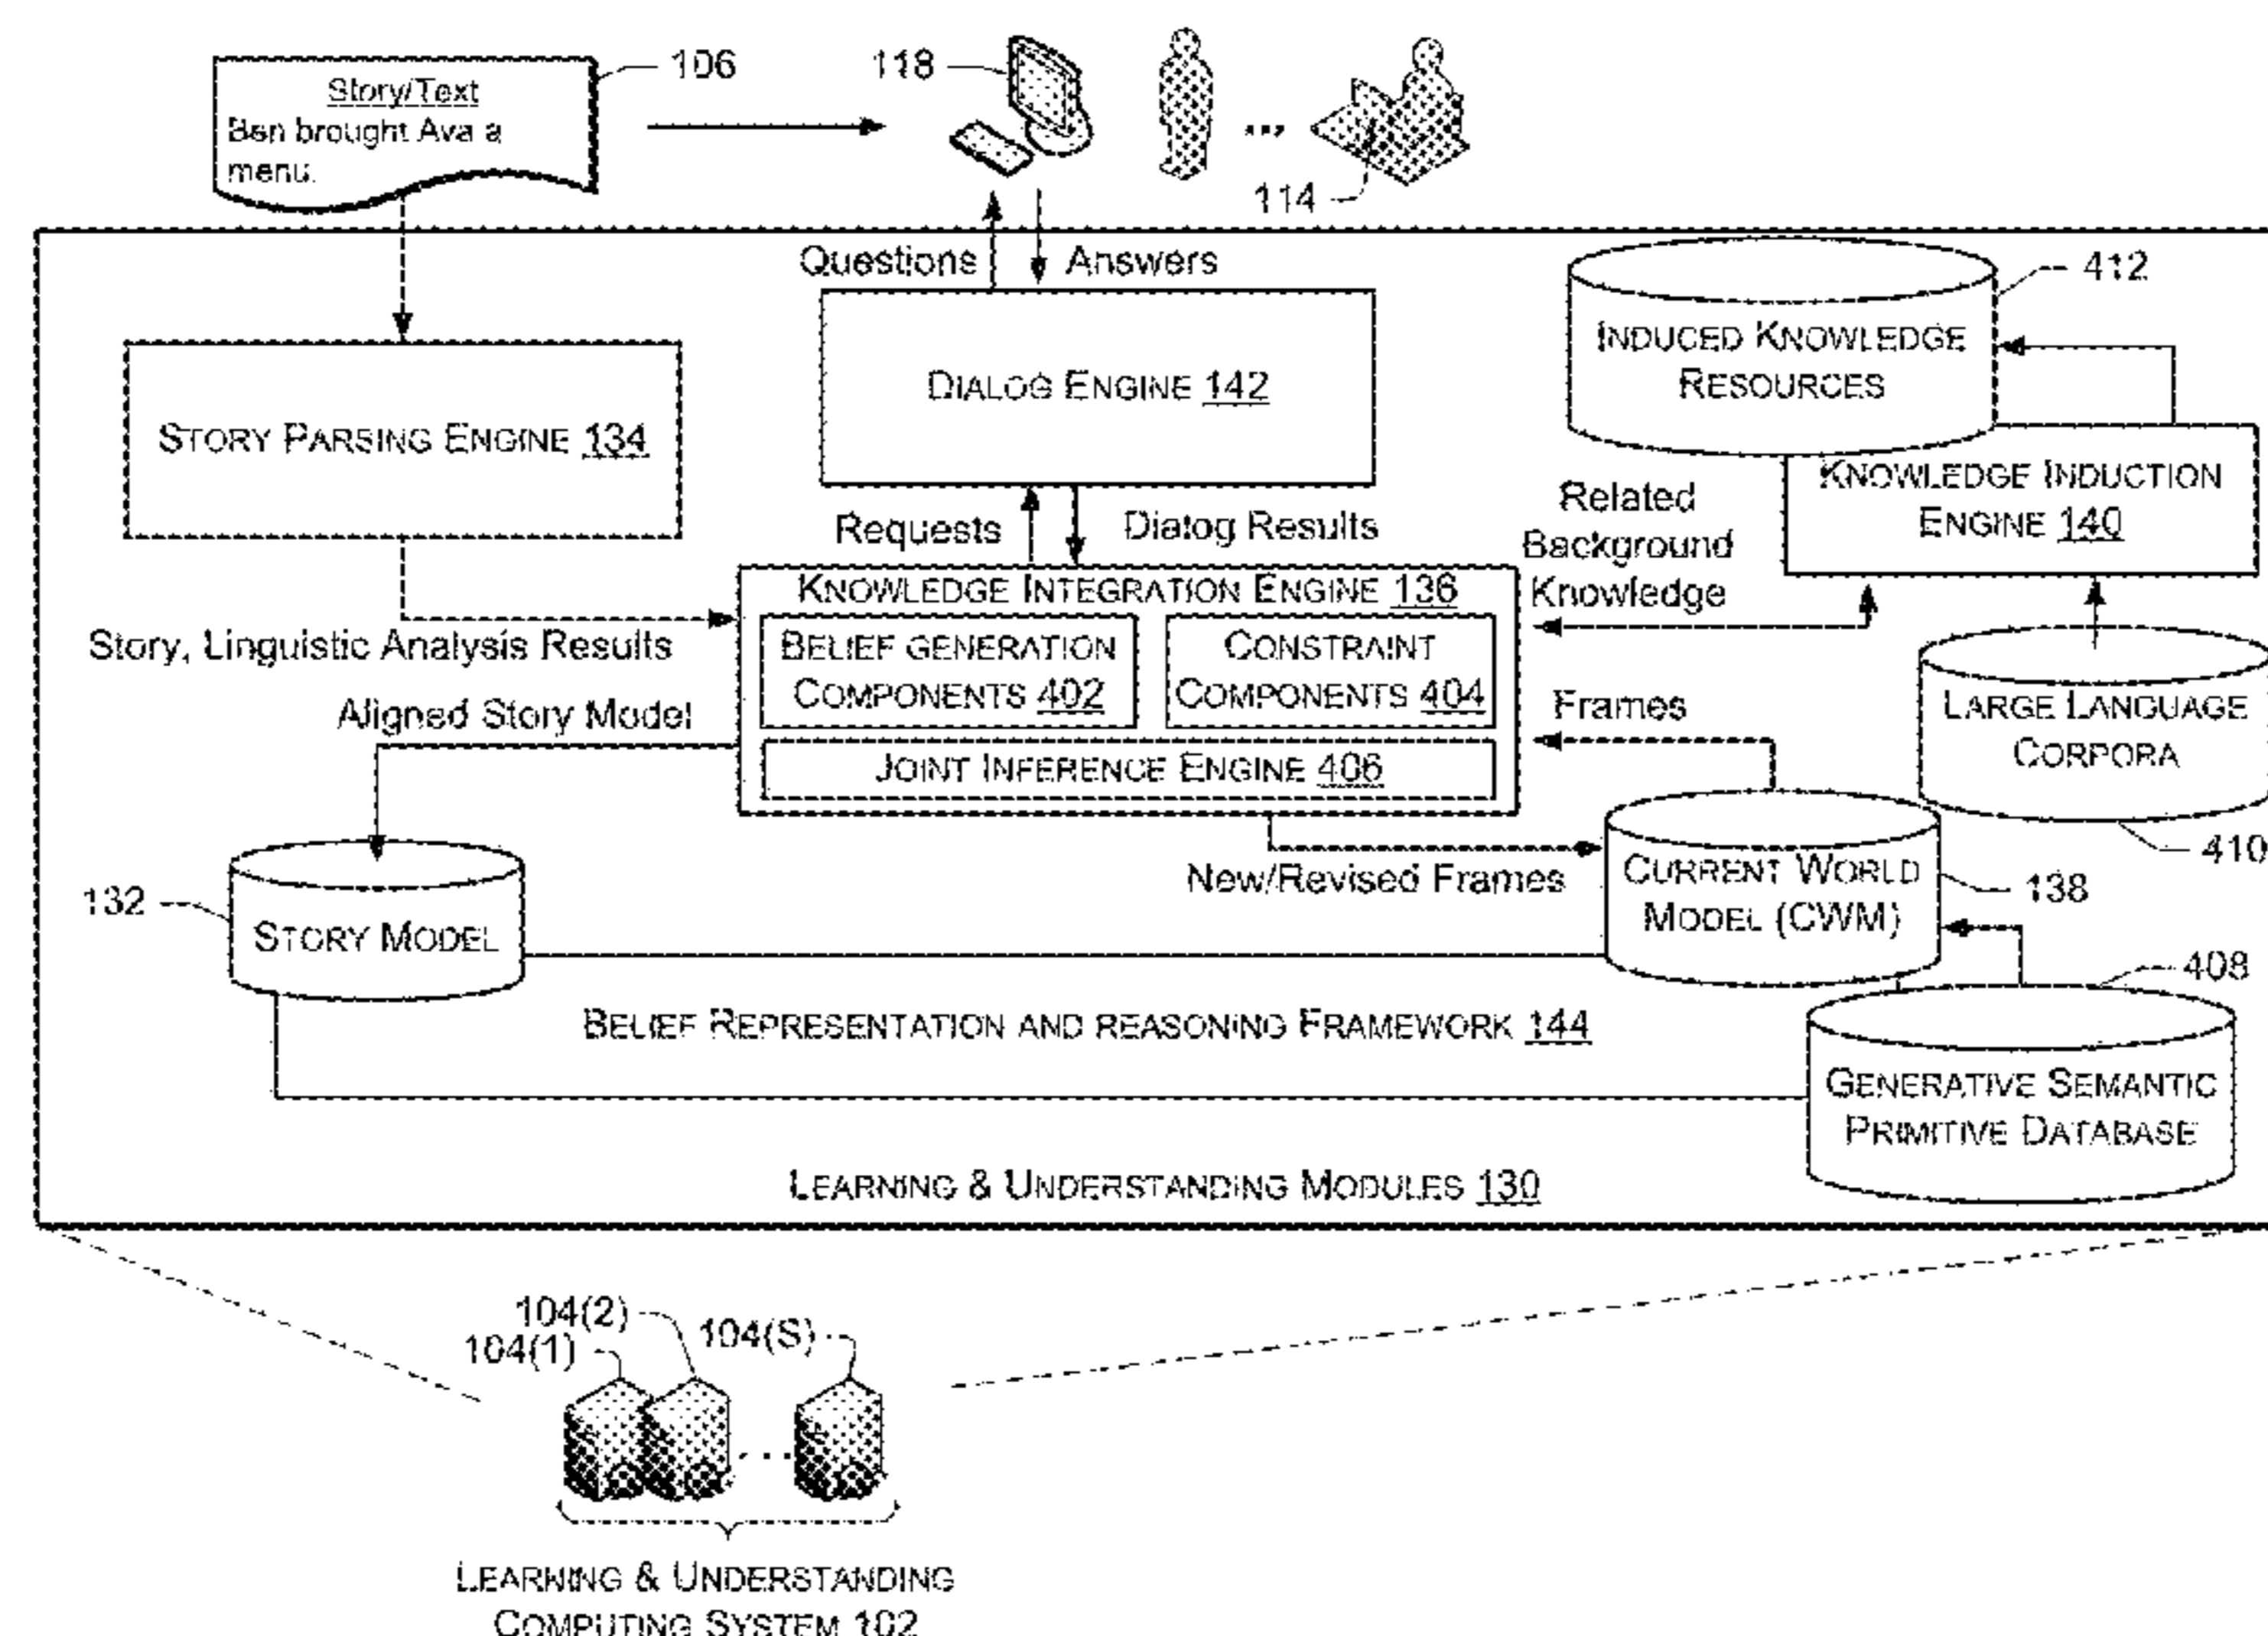 106
118
Story/Text
Ben brought Ava a
menu.
114
Questions
Answers
412
INDUCED KNOWLEDGE
RESOURCES
DIALOG ENGINE 142
STORY PARSING ENGINE 134
KNOWLEDGE INDUCTION
ENGINE 140
Related
Background
Knowledge
Requests
Dialog Results
KNOWLEDGE INTEGRATION ENGINE 136
Story, Linguistic Analysis Results
BELIEF GENERATION
COMPONENTS 402
CONSTRAINT
COMPONENTS 404
Aligned Story Model
Frames
LARGE LANGUAGE
CORPORA
JOINT INFERENCE ENGINE 406
410
New/Revised Frames
CURRENT WORLD
MODEL (CWM)
138
132
STORY MODEL
408
BELIEF REPRESENTATION AND REASONING FRAMEWORK 144
GENERATIVE SEMANTIC
PRIMITIVE DATABASE
LEARNING & UNDERSTANDING MODULES 130
104(2)
104(1)
104(S)
LEARNING & UNDERSTANDING
COMPUTING SYSTEM 102